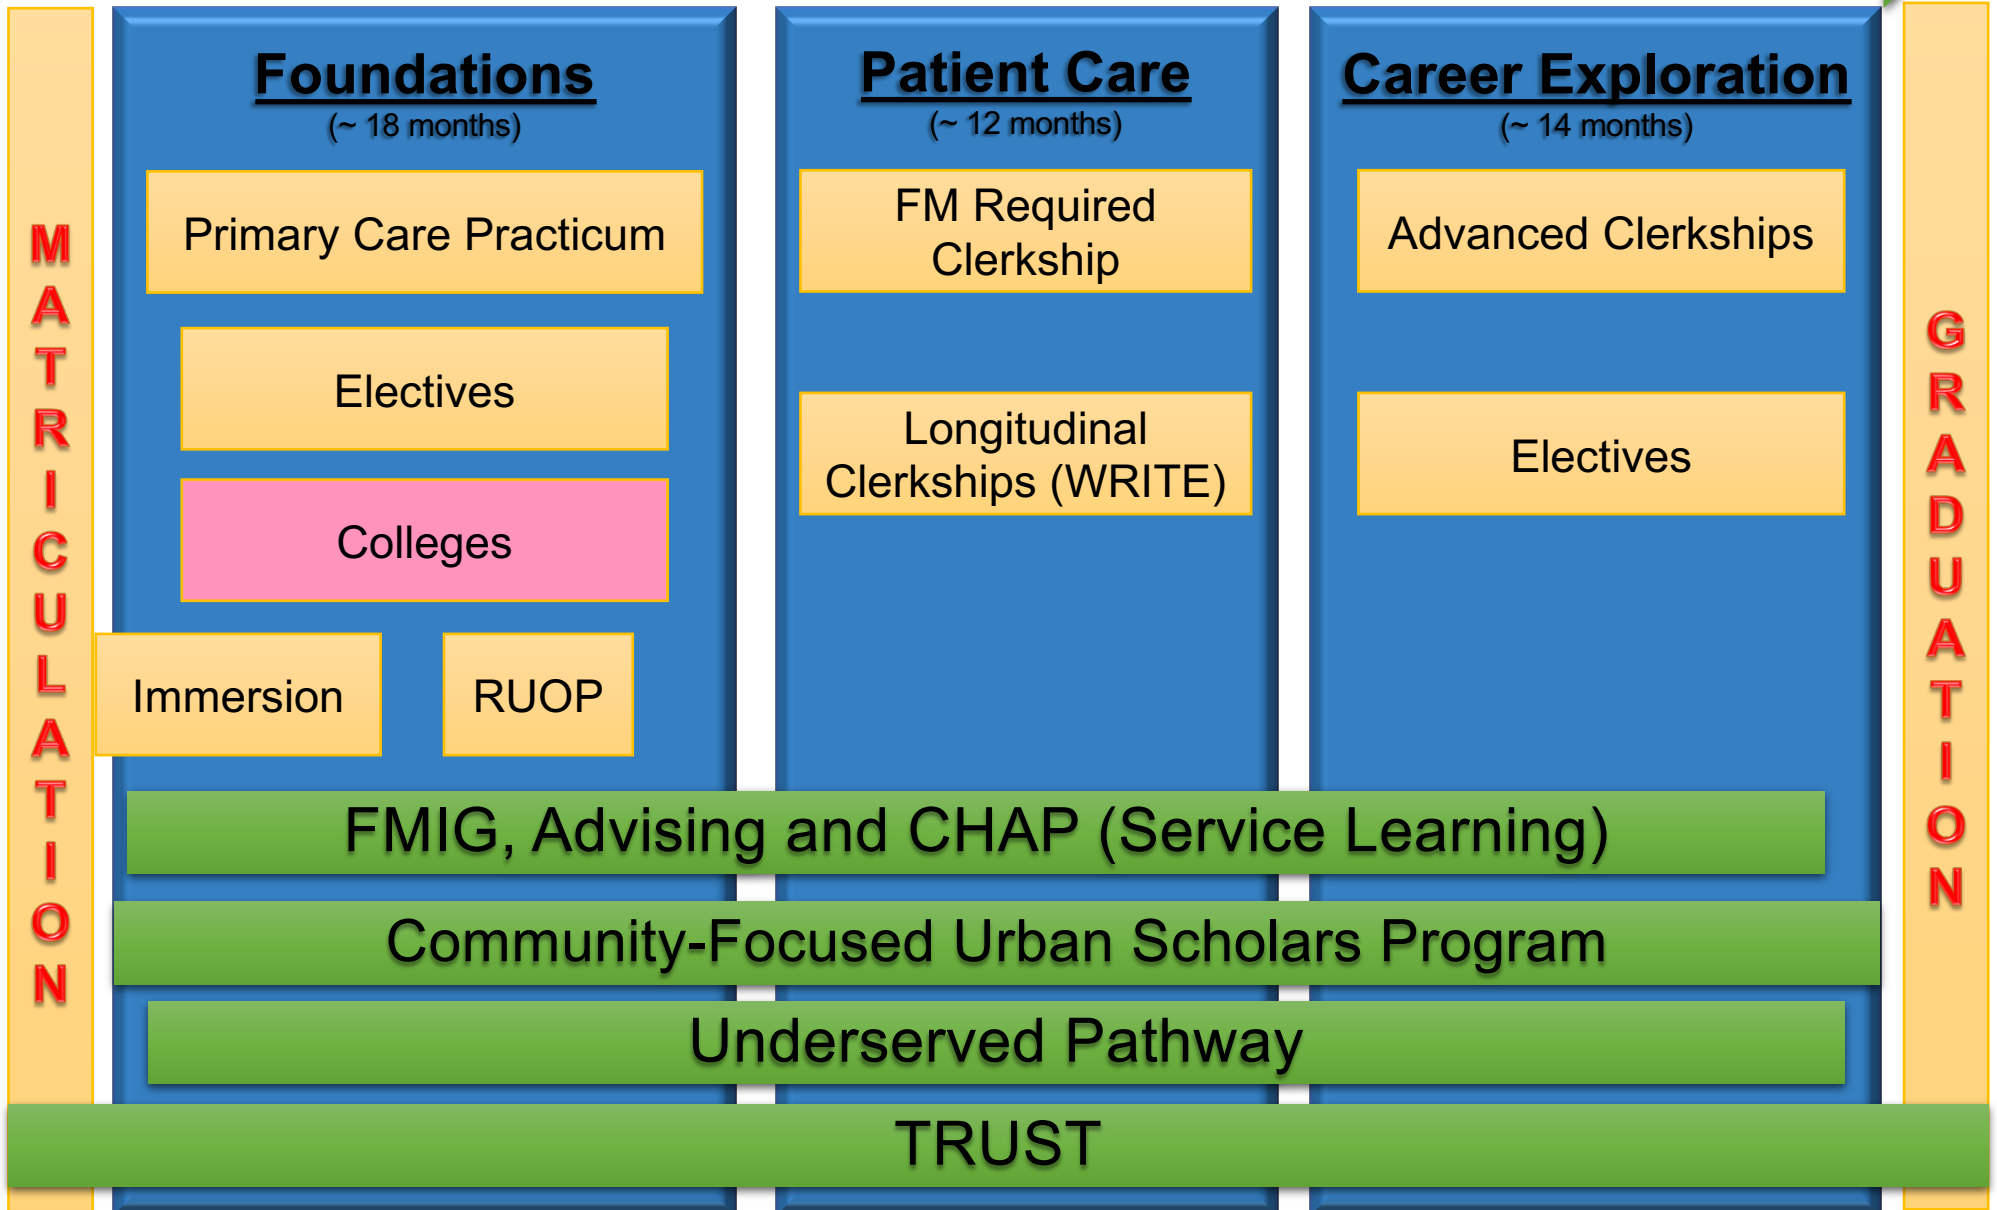 MATRICULATION
Foundations
(~ 18 months)
Primary Care Practicum
Electives
Colleges
Immersion
RUOP
Patient Care
(~ 12 months)
FM Required
Clerkship
Longitudinal
Clerkships (WRITE)
Career Exploration
(~ 14 months)
Advanced Clerkships
Electives
GRADUATION
FMIG, Advising and CHAP (Service Learning)
Community-Focused Urban Scholars Program
Underserved Pathway
TRUST